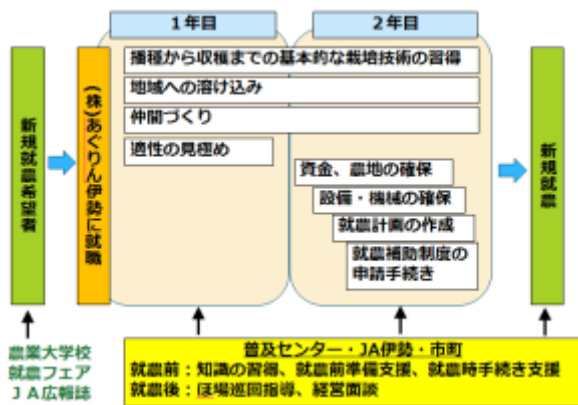 1年目
2年目
播種から収穫までの基本的な栽培技術の習得
地域への溶け込み
仲間づくり
適性の見極め
資金、農地の確保
設備・機械の確保
就農計画の作成
就農補助制度の
申請手続き
新規就農希望者
(株)あぐりん伊勢に就職
新規就農
農業大学校
就農フェア
JA広報誌
普及センター・JA伊勢・市町
就農前：知識の習得、就農前準備支援、就農時手続き支援
就農後：ほ場巡回指導、経営面談